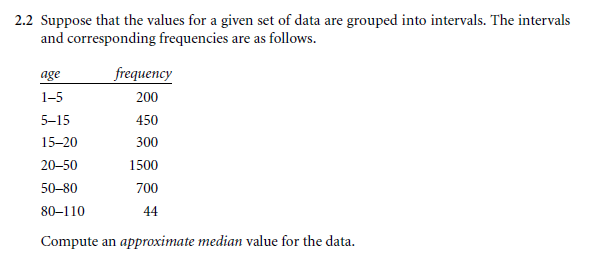 2.2 Suppose that the values for a given set of data are grouped into intervals. The intervals
and corresponding frequencies are as follows.
age frequency
1–5 200
5–15 450
15–20 300
20–50 1500
50–80 700
80–110 44
Compute an approximate median value for the data.